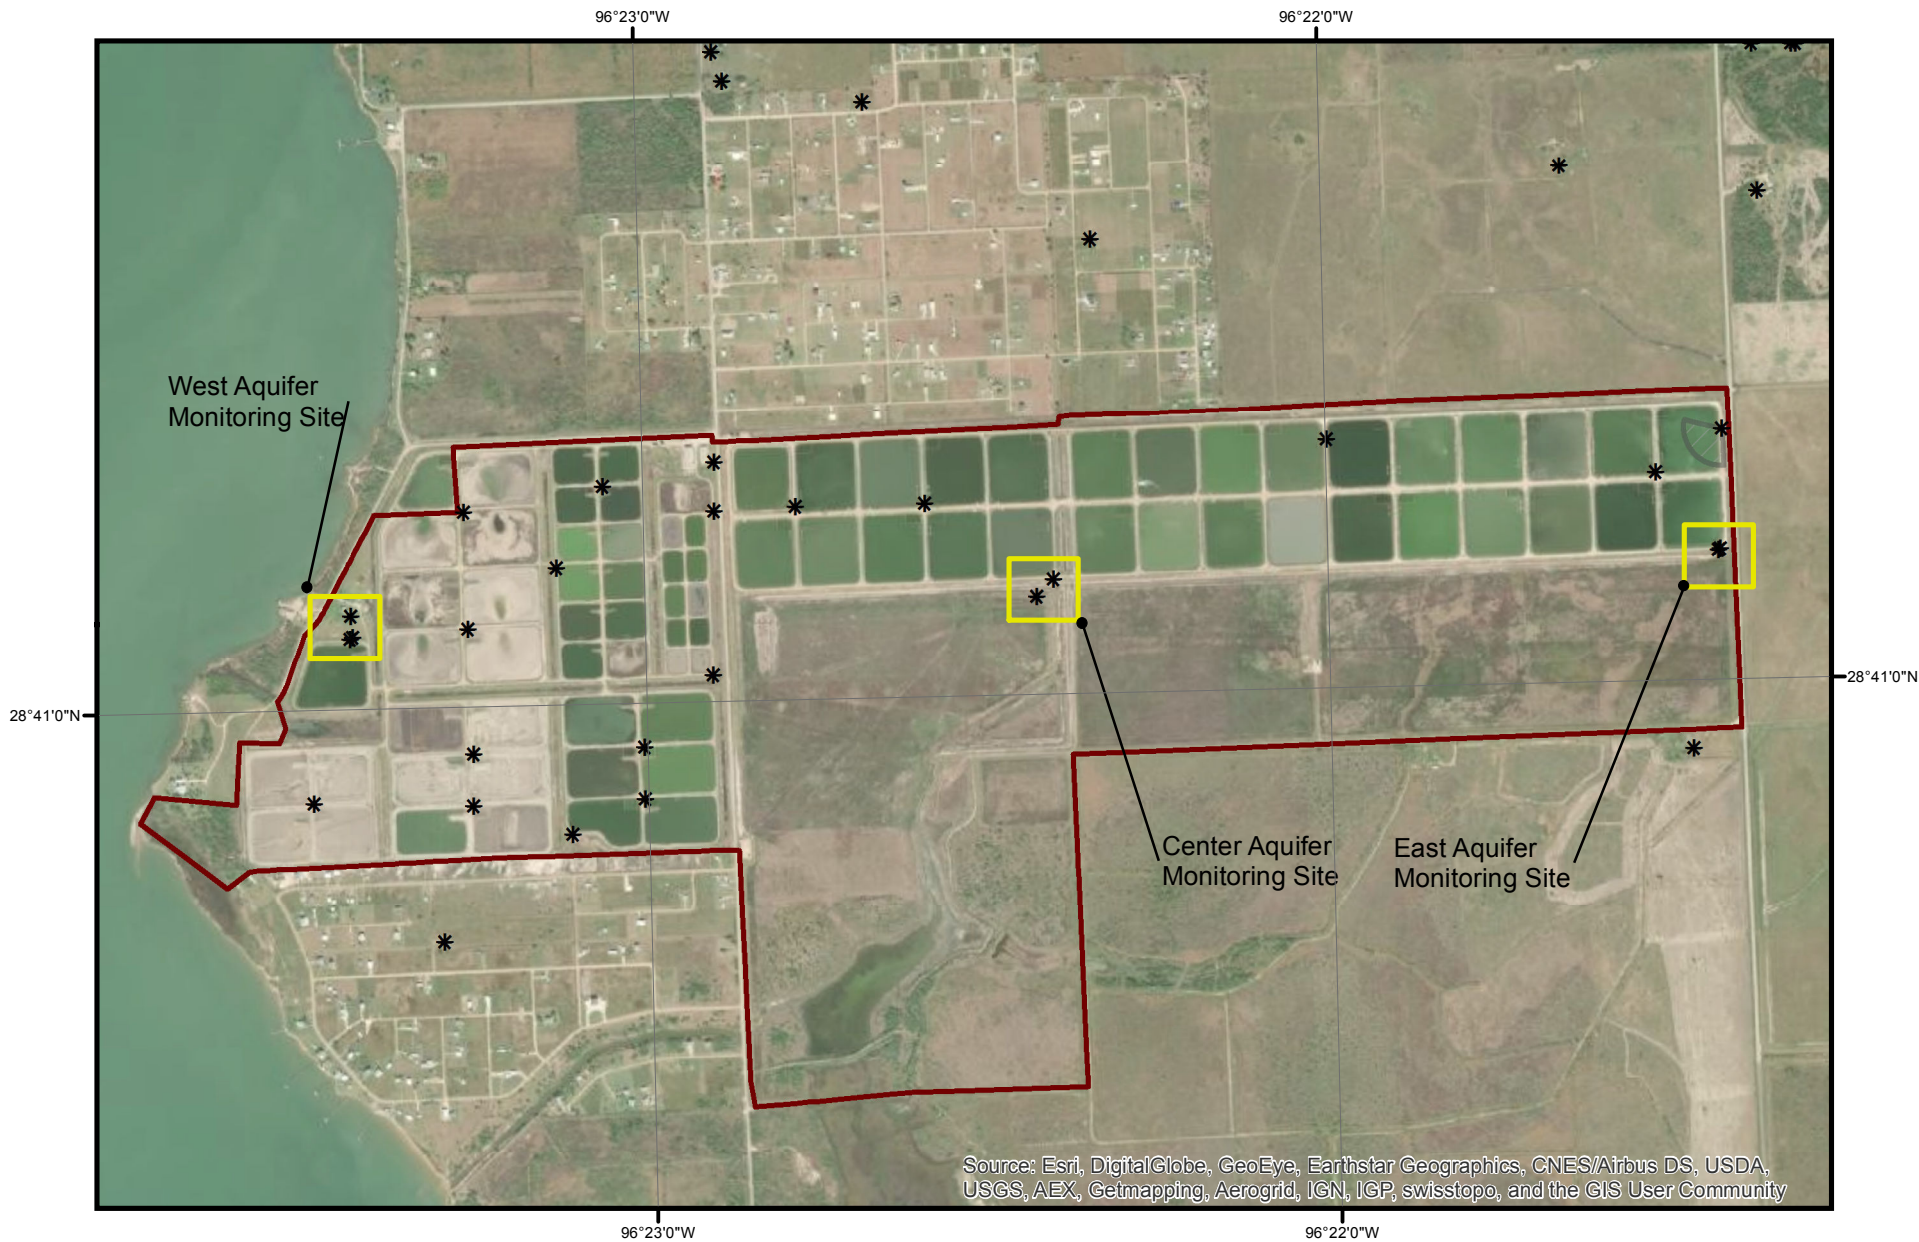 96°23'0"W
96°22'0"W
West Aquifer
Monitoring Site
28°41'0"N
28°41'0"N
Center Aquifer
Monitoring Site
East Aquifer
Monitoring Site
Source: Esri, DigitalGlobe, GeoEye, Earthstar Geographics, CNES/Airbus DS, USDA,
USGS, AEX, Getmapping, Aerogrid, IGN, IGP, swisstopo, and the GIS User Community
96°23'0"W
96°22'0"W